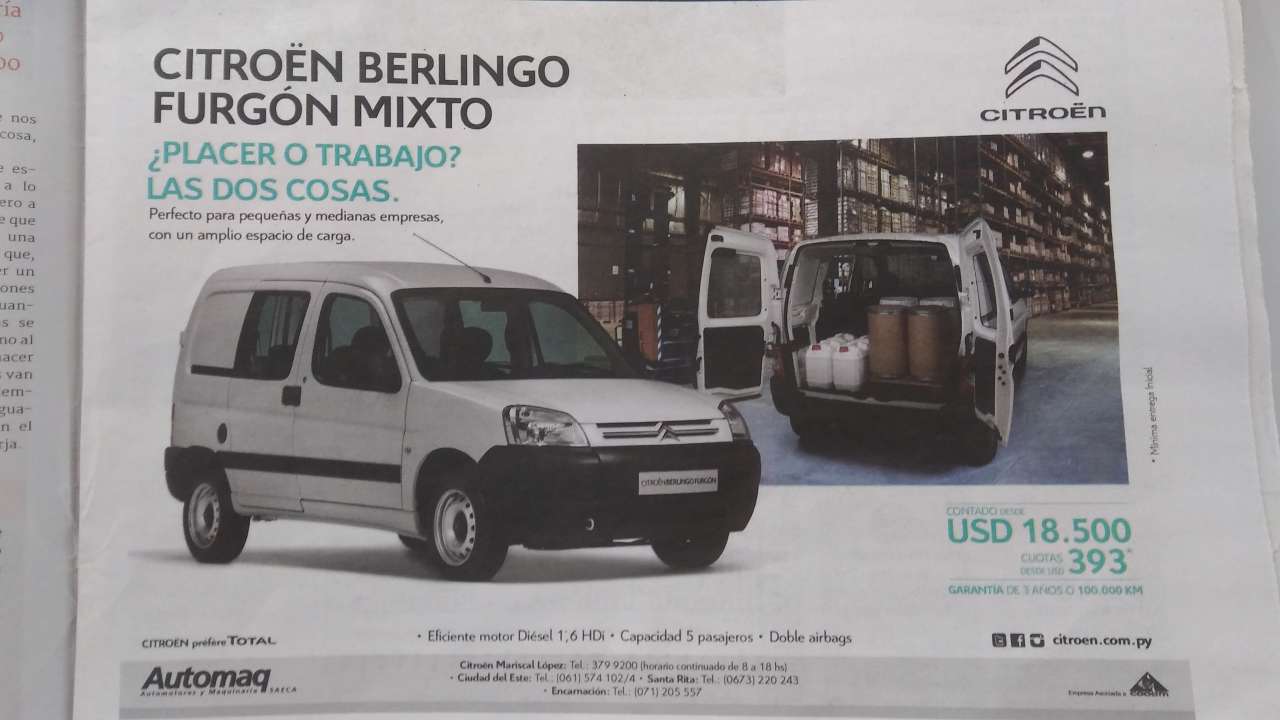 CITROËN BERLINGO
FURGÓN MIXTO
¿PLACER O TRABAJO?
LAS DOS COSAS.
Perfecto para pequeñas y medianas empresas,
con un amplio espacio de carga.
CITROËN
CITROËN BERLINGO FURGÓN
• Mínima entrega Inicial
CONTADO DESDE
USD 18.500
CUOTAS
DESDE USD 393*
GARANTÍA DE 3 AÑOS O 100.000 KM
• Eficiente motor Diésel 1,6 HDi • Capacidad 5 pasajeros • Doble airbags
CITROËN préfère TOTAL
citroen.com.py
Automaq
Automotores y Maquinaria SAECA
Citroën Mariscal López: Tel.: 379 9200 (horario continuado de 8 a 18 hs)
• Ciudad del Este: Tel.: (061) 574 102/4 • Santa Rita: Tel.: (0673) 220 243
• Encarnación: Tel.: (071) 205 557
Empresa Asociada a
ría
o
do
e nos
cosa,
e es-
a lo
ero a
e que
una
que,
er un
ones
uan-
s se
no al
nacer
s van
em-
gua-
n el
rja.